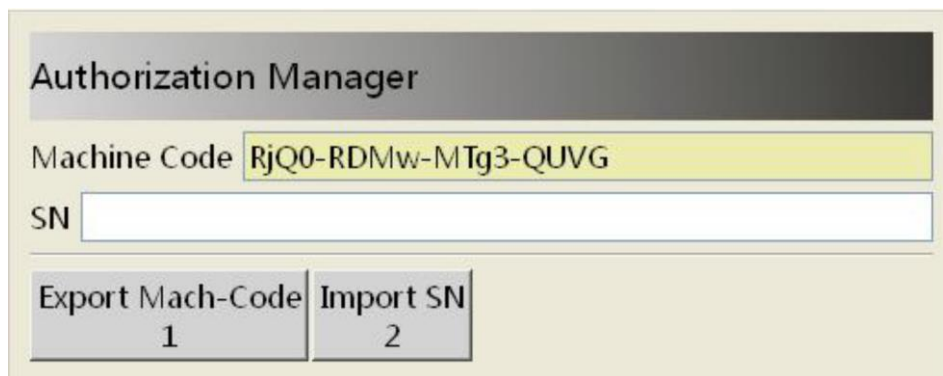 Authorization Manager
Machine Code RjQ0-RDMw-MTg3-QUVG
SN
Export Mach-Code Import SN
1 2